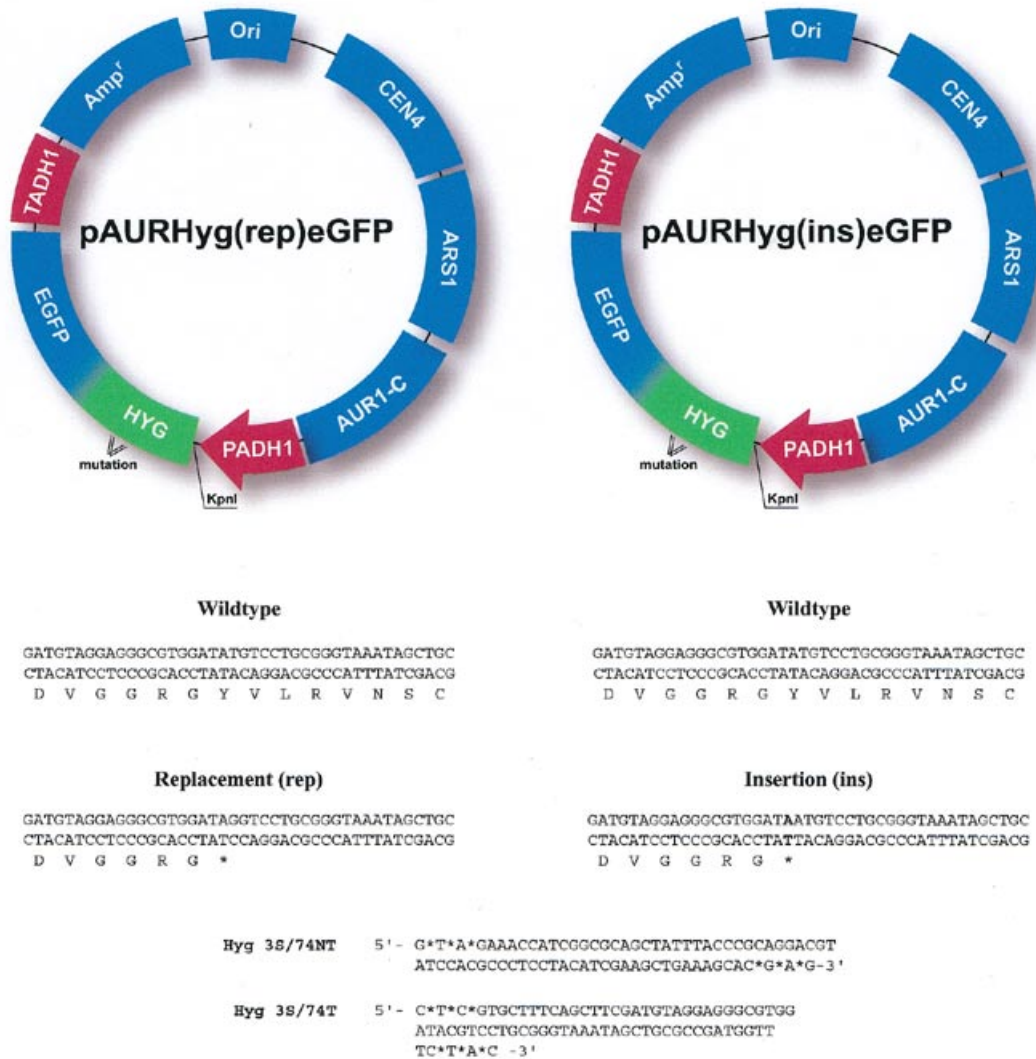 Ori
Amp^r
CEN4
TADH1
pAURHyg(rep)eGFP
ARS1
EGFP
HYG
PADH1
AUR1-C
mutation
KpnI
Ori
Amp^r
CEN4
TADH1
pAURHyg(ins)eGFP
ARS1
EGFP
HYG
PADH1
AUR1-C
mutation
KpnI
Wildtype
GATGTAGGAGGGCGTGGATATGTCCTGCGGGTAAATAGCTGC
CTACATCCTCCCGCACCTATACAGGACGCCCATTTATCGACG
D V G G R G Y V L R V N S C
Wildtype
GATGTAGGAGGGCGTGGATATGTCCTGCGGGTAAATAGCTGC
CTACATCCTCCCGCACCTATACAGGACGCCCATTTATCGACG
D V G G R G Y V L R V N S C
Replacement (rep)
GATGTAGGAGGGCGTGGATAGGTCCTGCGGGTAAATAGCTGC
CTACATCCTCCCGCACCTATCCAGGACGCCCATTTATCGACG
D V G G R G *
Insertion (ins)
GATGTAGGAGGGCGTGGATAATGTCCTGCGGGTAAATAGCTGC
CTACATCCTCCCGCACCTATTACAGGACGCCCATTTATCGACG
D V G G R G *
Hyg 3S/74NT 5'- G*T*A*GAAACCATCGGCGCAGCTATTTACCCGCAGGACGT
ATCCACGCCCTCCTACATCGAAGCTGAAAGCAC*G*A*G-3'
Hyg 3S/74T 5'- C*T*C*GTGCTTTCAGCTTCGATGTAGGAGGGCGTGG
ATACGTCCTGCGGGTAAATAGCTGCGCCGATGGTT
TC*T*A*C -3'